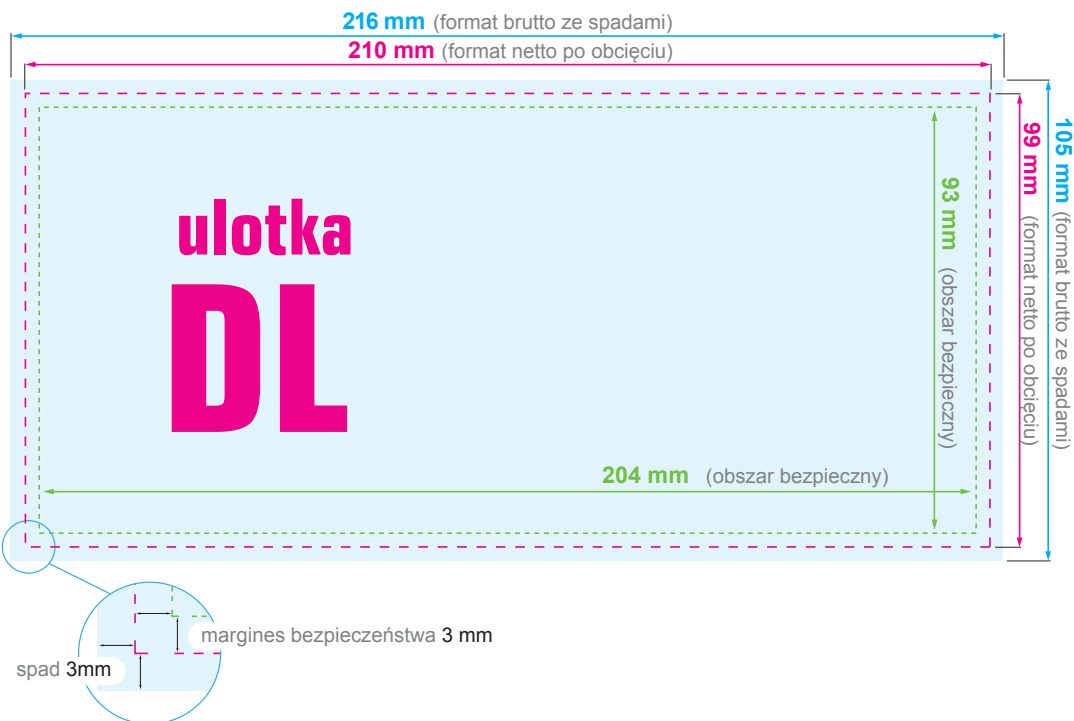 216 mm (format brutto ze spadami)
210 mm (format netto po obcięciu)
ulotka
DL
93 mm (obszar bezpieczny)
99 mm (format netto po obcięciu)
105 mm (format brutto ze spadami)
204 mm (obszar bezpieczny)
margines bezpieczeństwa 3 mm
spad 3mm